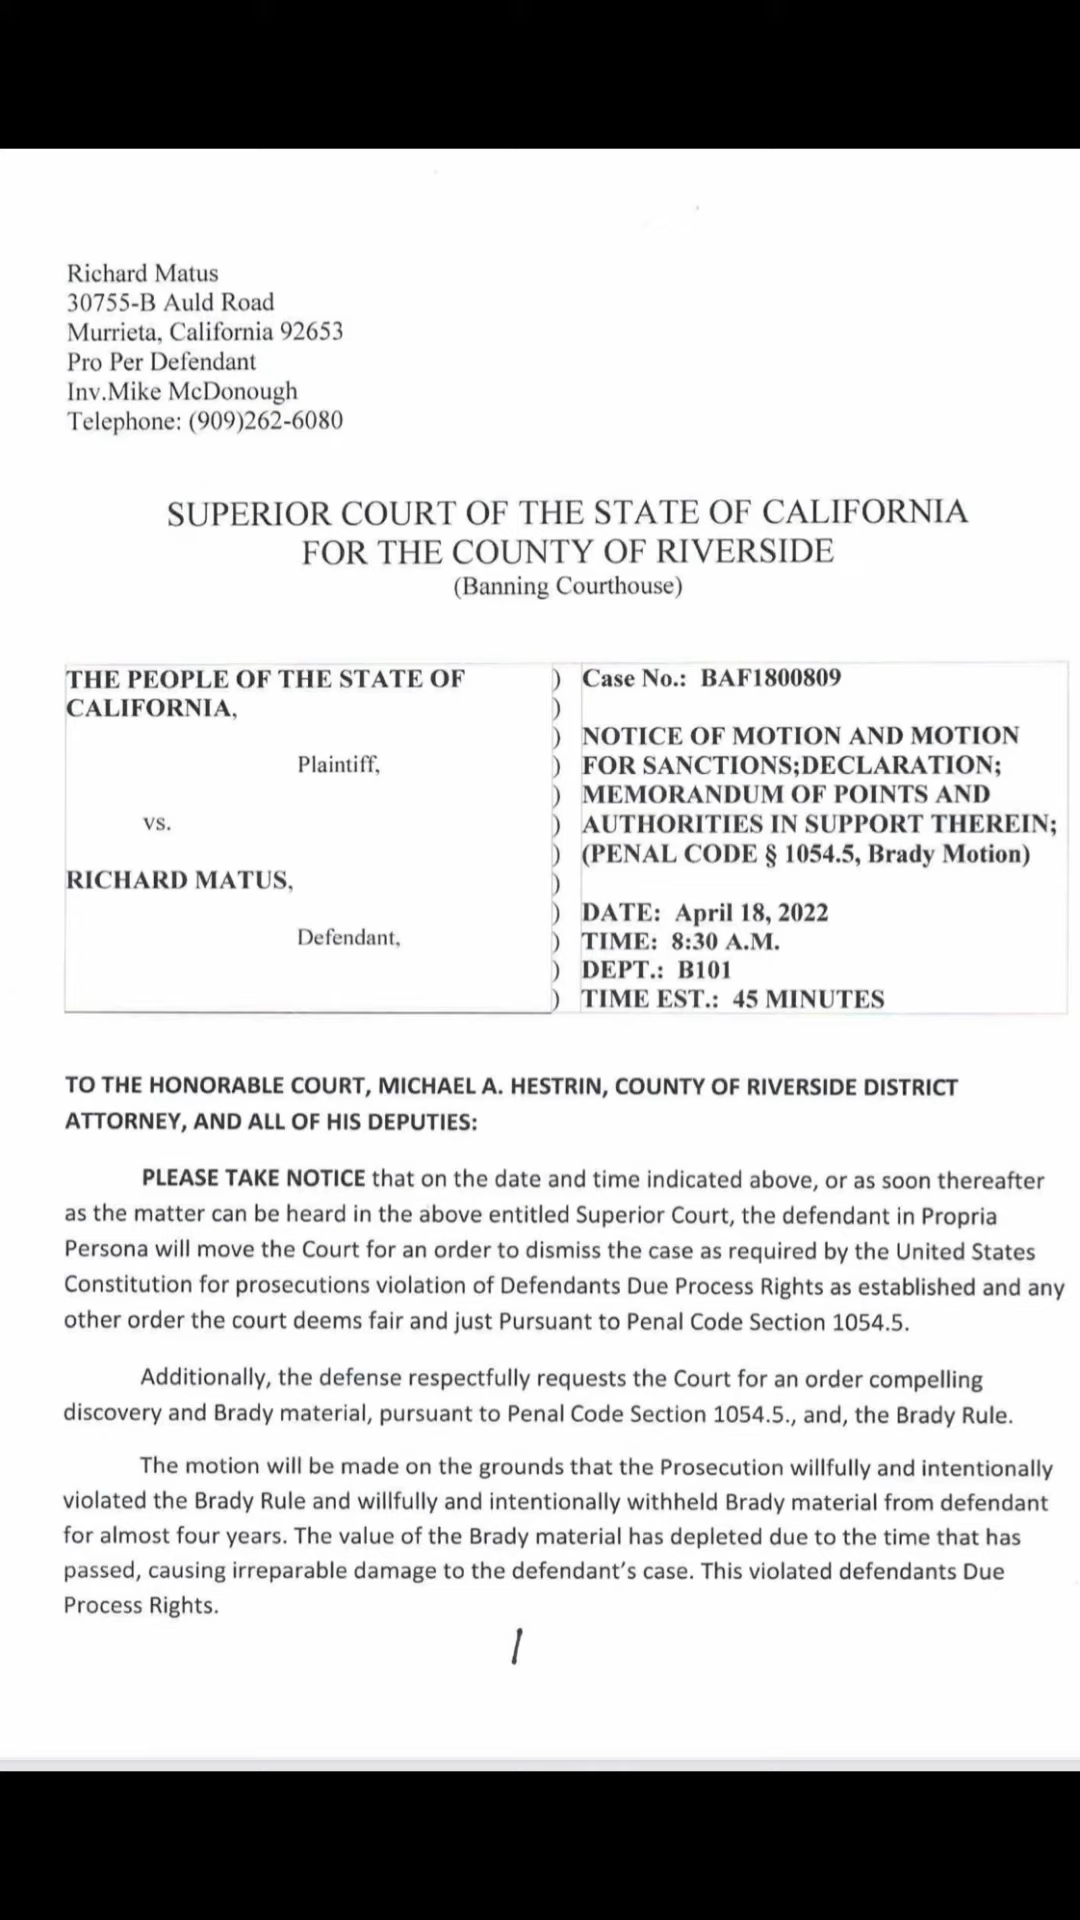 Richard Matus
30755-B Auld Road
Murrieta, California 92653
Pro Per Defendant
Inv.Mike McDonough
Telephone: (909)262-6080
SUPERIOR COURT OF THE STATE OF CALIFORNIA
FOR THE COUNTY OF RIVERSIDE
(Banning Courthouse)
THE PEOPLE OF THE STATE OF
CALIFORNIA,
Plaintiff,
vs.
RICHARD MATUS,
Defendant,
)
)
)
)
)
)
)
)
)
)
)
)
Case No.: BAF1800809
NOTICE OF MOTION AND MOTION
FOR SANCTIONS;DECLARATION;
MEMORANDUM OF POINTS AND
AUTHORITIES IN SUPPORT THEREIN;
(PENAL CODE § 1054.5, Brady Motion)
DATE: April 18, 2022
TIME: 8:30 A.M.
DEPT.: B101
TIME EST.: 45 MINUTES
TO THE HONORABLE COURT, MICHAEL A. HESTRIN, COUNTY OF RIVERSIDE DISTRICT
ATTORNEY, AND ALL OF HIS DEPUTIES:
PLEASE TAKE NOTICE that on the date and time indicated above, or as soon thereafter
as the matter can be heard in the above entitled Superior Court, the defendant in Propria
Persona will move the Court for an order to dismiss the case as required by the United States
Constitution for prosecutions violation of Defendants Due Process Rights as established and any
other order the court deems fair and just Pursuant to Penal Code Section 1054.5.
Additionally, the defense respectfully requests the Court for an order compelling
discovery and Brady material, pursuant to Penal Code Section 1054.5., and, the Brady Rule.
The motion will be made on the grounds that the Prosecution willfully and intentionally
violated the Brady Rule and willfully and intentionally withheld Brady material from defendant
for almost four years. The value of the Brady material has depleted due to the time that has
passed, causing irreparable damage to the defendant's case. This violated defendants Due
Process Rights.
1